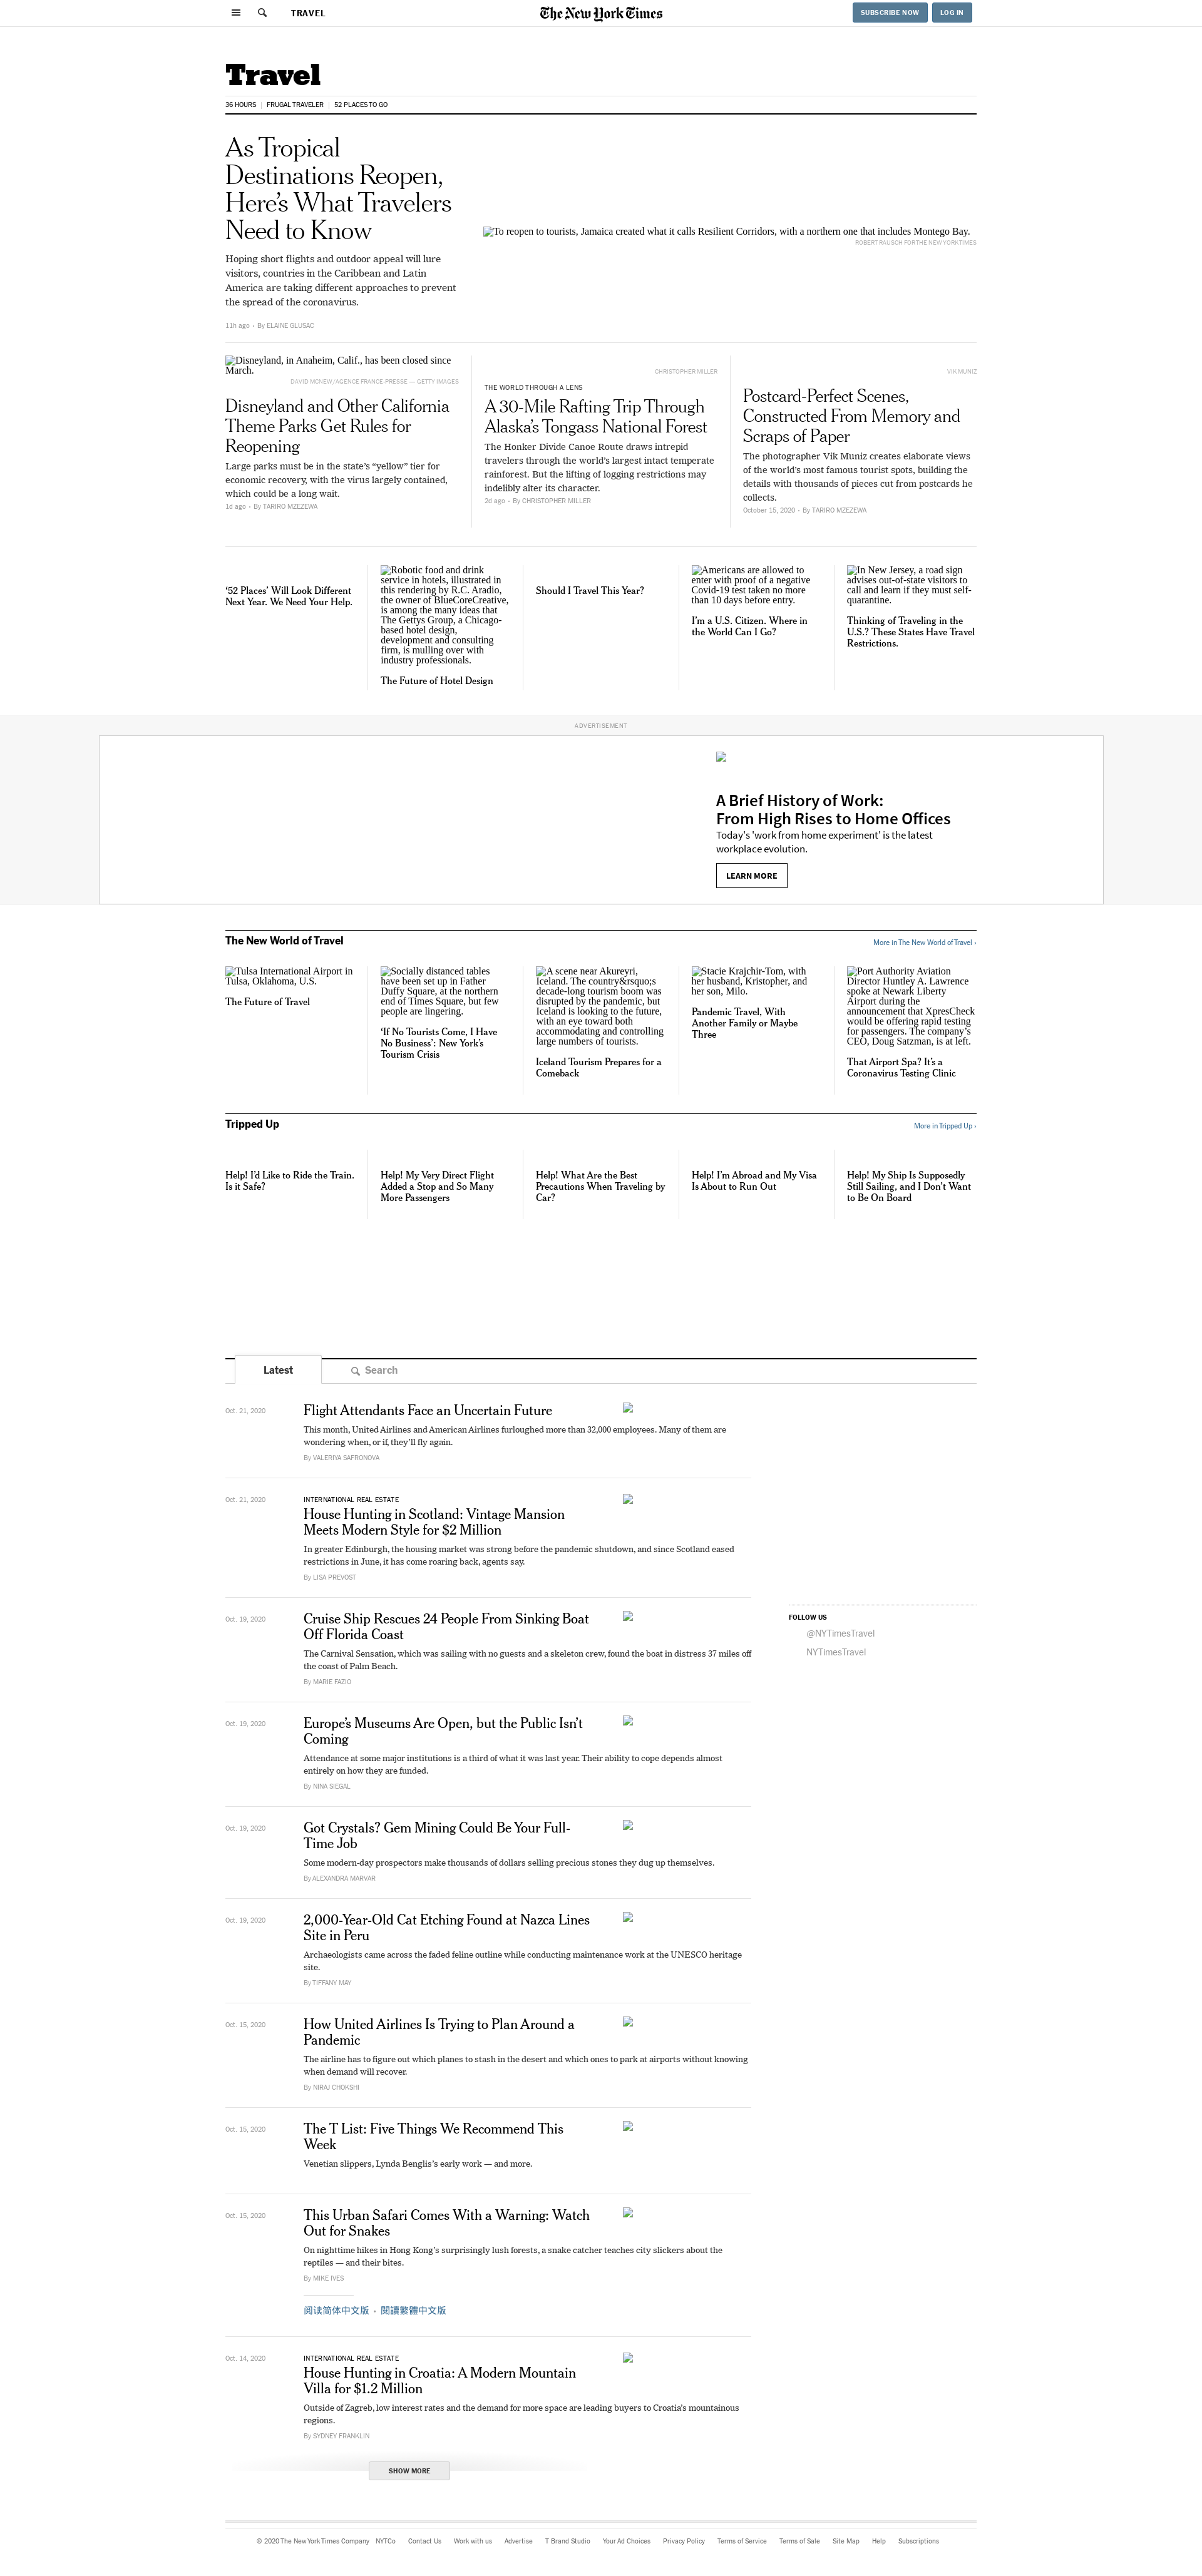 TRAVEL
The New York Times
SUBSCRIBE NOW
LOG IN
Travel
36 HOURS | FRUGAL TRAVELER | 52 PLACES TO GO
As Tropical
Destinations Reopen,
Here's What Travelers
Need to Know
Hoping short flights and outdoor appeal will lure
visitors, countries in the Caribbean and Latin
America are taking different approaches to prevent
the spread of the coronavirus.
11h ago - By ELAINE GLUSAC
To reopen to tourists, Jamaica created what it calls Resilient Corridors, with a northern one that includes Montego Bay.
ROBERT RAUSCH FOR THE NEW YORK TIMES
Disneyland, in Anaheim, Calif., has been closed since
March.
DAVID MCNEW/AGENCE FRANCE-PRESSE — GETTY IMAGES
Disneyland and Other California
Theme Parks Get Rules for
Reopening
Large parks must be in the state's “yellow” tier for
economic recovery, with the virus largely contained,
which could be a long wait.
1d ago - By TARIRO MZEZEWA
CHRISTOPHER MILLER
THE WORLD THROUGH A LENS
A 30-Mile Rafting Trip Through
Alaska's Tongass National Forest
The Honker Divide Canoe Route draws intrepid
travelers through the world's largest intact temperate
rainforest. But the lifting of logging restrictions may
indelibly alter its character.
2d ago - By CHRISTOPHER MILLER
VIK MUNIZ
Postcard-Perfect Scenes,
Constructed From Memory and
Scraps of Paper
The photographer Vik Muniz creates elaborate views
of the world's most famous tourist spots, building the
details with thousands of pieces cut from postcards he
collects.
October 15, 2020 - By TARIRO MZEZEWA
‘52 Places’ Will Look Different
Next Year. We Need Your Help.
Robotic food and drink
service in hotels, illustrated in
this rendering by R.C. Aradio,
the owner of BlueCoreCreative,
is among the many ideas that
The Gettys Group, a Chicago-
based hotel design,
development and consulting
firm, is mulling over with
industry professionals.
The Future of Hotel Design
Should I Travel This Year?
Americans are allowed to
enter with proof of a negative
Covid-19 test taken no more
than 10 days before entry.
I'm a U.S. Citizen. Where in
the World Can I Go?
In New Jersey, a road sign
advises out-of-state visitors to
call and learn if they must self-
quarantine.
Thinking of Traveling in the
U.S.? These States Have Travel
Restrictions.
ADVERTISEMENT
A Brief History of Work:
From High Rises to Home Offices
Today's 'work from home experiment' is the latest
workplace evolution.
LEARN MORE
The New World of Travel
More in The New World of Travel ›
Tulsa International Airport in
Tulsa, Oklahoma, U.S.
The Future of Travel
Socially distanced tables
have been set up in Father
Duffy Square, at the northern
end of Times Square, but few
people are lingering.
‘If No Tourists Come, I Have
No Business’: New York's
Tourism Crisis
A scene near Akureyri,
Iceland. The country&rsquo;s
decade-long tourism boom was
disrupted by the pandemic, but
Iceland is looking to the future,
with an eye toward both
accommodating and controlling
large numbers of tourists.
Iceland Tourism Prepares for a
Comeback
Stacie Krajchir-Tom, with
her husband, Kristopher, and
her son, Milo.
Pandemic Travel, With
Another Family or Maybe
Three
Port Authority Aviation
Director Huntley A. Lawrence
spoke at Newark Liberty
Airport during the
announcement that XpresCheck
would be offering rapid testing
for passengers. The company's
CEO, Doug Satzman, is at left.
That Airport Spa? It's a
Coronavirus Testing Clinic
Tripped Up
More in Tripped Up ›
Help! I'd Like to Ride the Train.
Is it Safe?
Help! My Very Direct Flight
Added a Stop and So Many
More Passengers
Help! What Are the Best
Precautions When Traveling by
Car?
Help! I'm Abroad and My Visa
Is About to Run Out
Help! My Ship Is Supposedly
Still Sailing, and I Don't Want
to Be On Board
Latest
Search
Oct. 21, 2020
Flight Attendants Face an Uncertain Future
This month, United Airlines and American Airlines furloughed more than 32,000 employees. Many of them are
wondering when, or if, they'll fly again.
By VALERIYA SAFRONOVA
Oct. 21, 2020
INTERNATIONAL REAL ESTATE
House Hunting in Scotland: Vintage Mansion
Meets Modern Style for $2 Million
In greater Edinburgh, the housing market was strong before the pandemic shutdown, and since Scotland eased
restrictions in June, it has come roaring back, agents say.
By LISA PREVOST
Oct. 19, 2020
Cruise Ship Rescues 24 People From Sinking Boat
Off Florida Coast
The Carnival Sensation, which was sailing with no guests and a skeleton crew, found the boat in distress 37 miles off
the coast of Palm Beach.
By MARIE FAZIO
FOLLOW US
@NYTimesTravel
NYTimesTravel
Oct. 19, 2020
Europe's Museums Are Open, but the Public Isn't
Coming
Attendance at some major institutions is a third of what it was last year. Their ability to cope depends almost
entirely on how they are funded.
By NINA SIEGAL
Oct. 19, 2020
Got Crystals? Gem Mining Could Be Your Full-
Time Job
Some modern-day prospectors make thousands of dollars selling precious stones they dug up themselves.
By ALEXANDRA MARVAR
Oct. 19, 2020
2,000-Year-Old Cat Etching Found at Nazca Lines
Site in Peru
Archaeologists came across the faded feline outline while conducting maintenance work at the UNESCO heritage
site.
By TIFFANY MAY
Oct. 15, 2020
How United Airlines Is Trying to Plan Around a
Pandemic
The airline has to figure out which planes to stash in the desert and which ones to park at airports without knowing
when demand will recover.
By NIRAJ CHOKSHI
Oct. 15, 2020
The T List: Five Things We Recommend This
Week
Venetian slippers, Lynda Benglis's early work — and more.
Oct. 15, 2020
This Urban Safari Comes With a Warning: Watch
Out for Snakes
On nighttime hikes in Hong Kong's surprisingly lush forests, a snake catcher teaches city slickers about the
reptiles — and their bites.
By MIKE IVES
阅读简体中文版 · 閱讀繁體中文版
Oct. 14, 2020
INTERNATIONAL REAL ESTATE
House Hunting in Croatia: A Modern Mountain
Villa for $1.2 Million
Outside of Zagreb, low interest rates and the demand for more space are leading buyers to Croatia's mountainous
regions.
By SYDNEY FRANKLIN
SHOW MORE
© 2020 The New York Times Company NYTCo Contact Us Work with us Advertise T Brand Studio Your Ad Choices Privacy Policy Terms of Service Terms of Sale Site Map Help Subscriptions